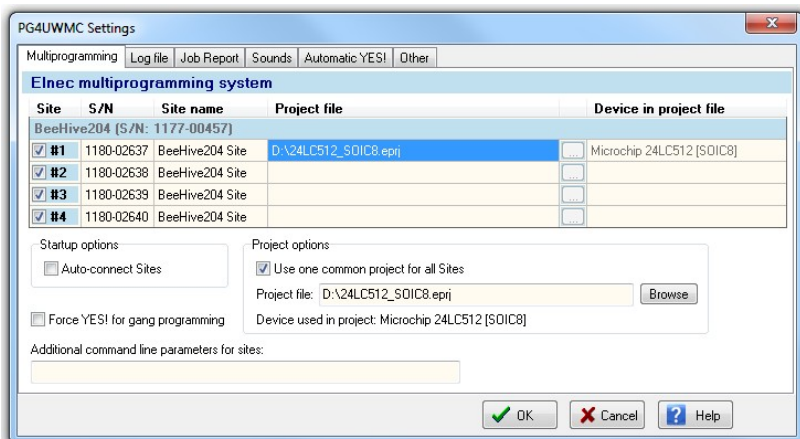 PG4UWMC Settings
Multiprogramming Log file Job Report Sounds Automatic YES! Other
Elnec multiprogramming system
Site S/N Site name Project file Device in project file
BeeHive204 (S/N: 1177-00457)
#1 1180-02637 BeeHive204 Site D:\24LC512_SOIC8.eprj ... Microchip 24LC512 [SOIC8]
#2 1180-02638 BeeHive204 Site ...
#3 1180-02639 BeeHive204 Site ...
#4 1180-02640 BeeHive204 Site ...
Startup options
Auto-connect Sites
Project options
Use one common project for all Sites
Project file: D:\24LC512_SOIC8.eprj Browse
Device used in project: Microchip 24LC512 [SOIC8]
Force YES! for gang programming
Additional command line parameters for sites:
OK Cancel ? Help